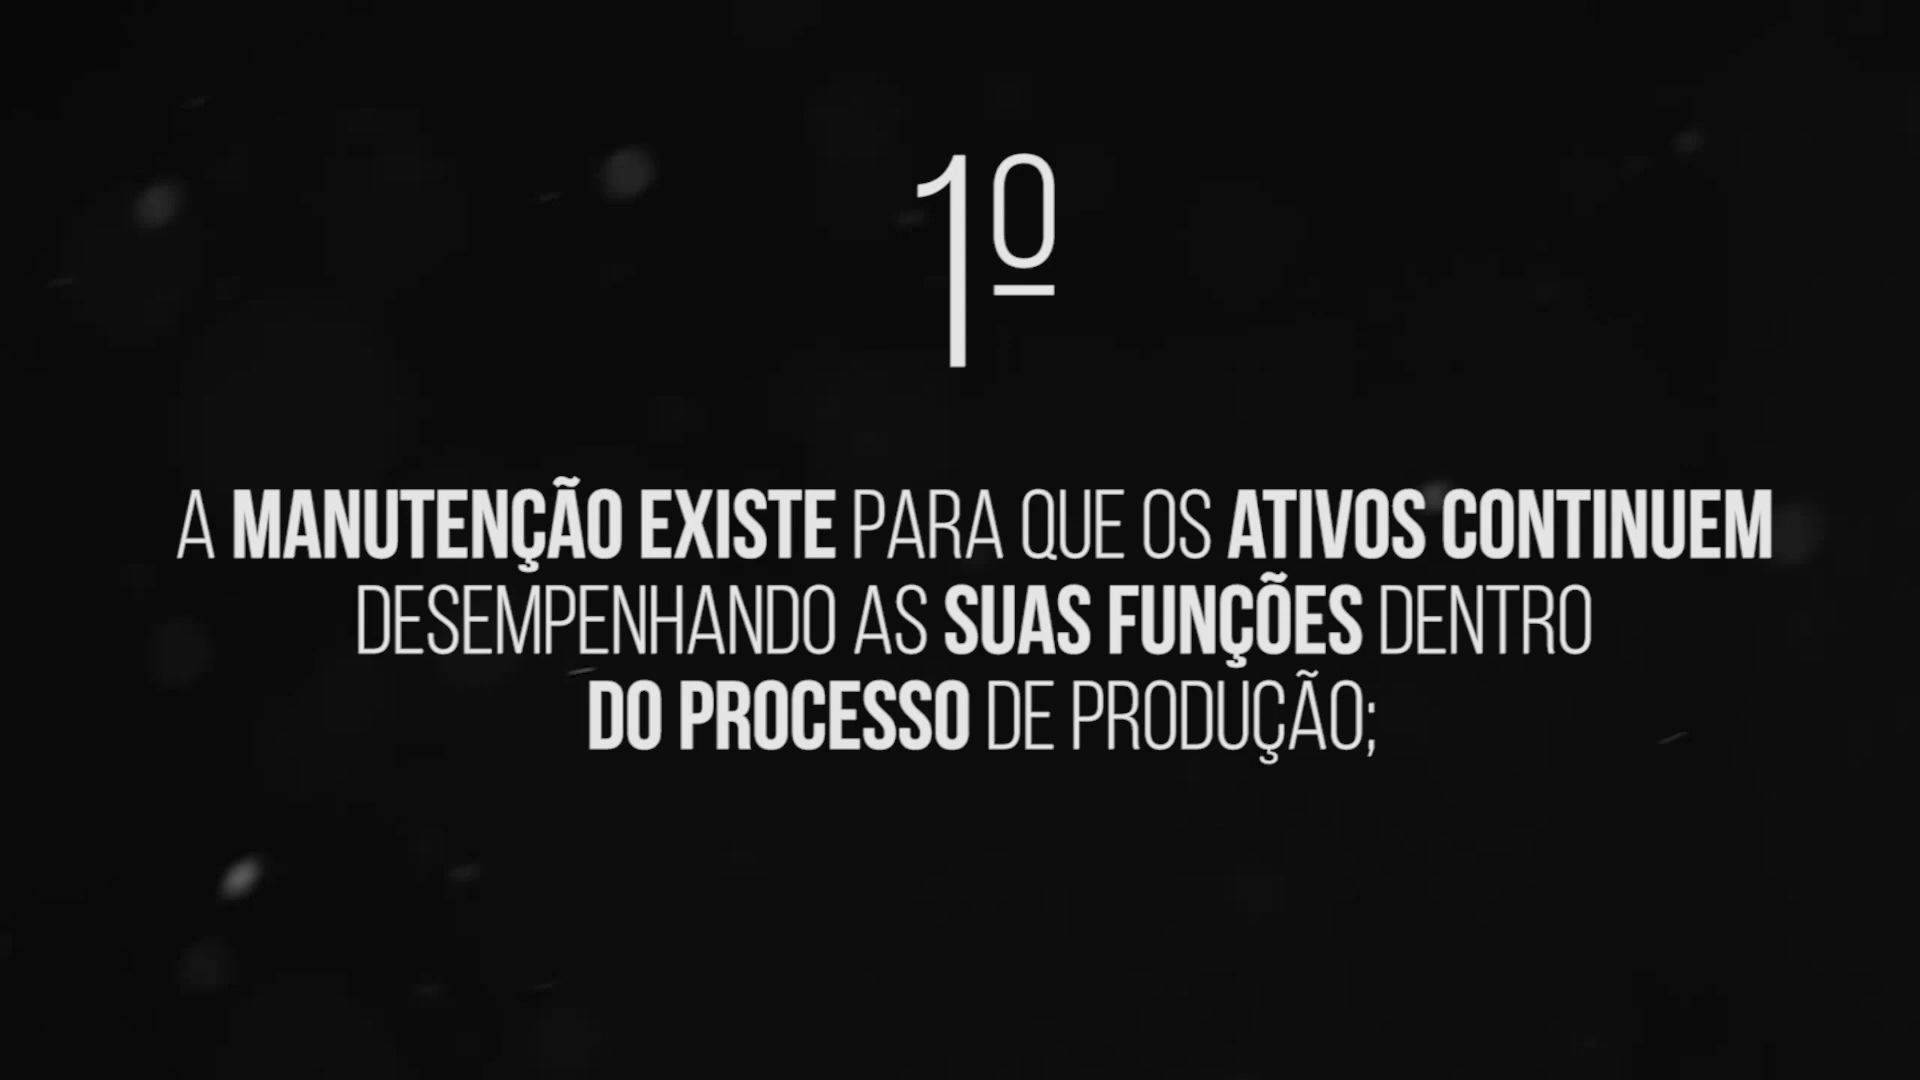 1º
A MANUTENÇÃO EXISTE PARA QUE OS ATIVOS CONTINUEM
DESEMPENHANDO AS SUAS FUNÇÕES DENTRO
DO PROCESSO DE PRODUÇÃO;